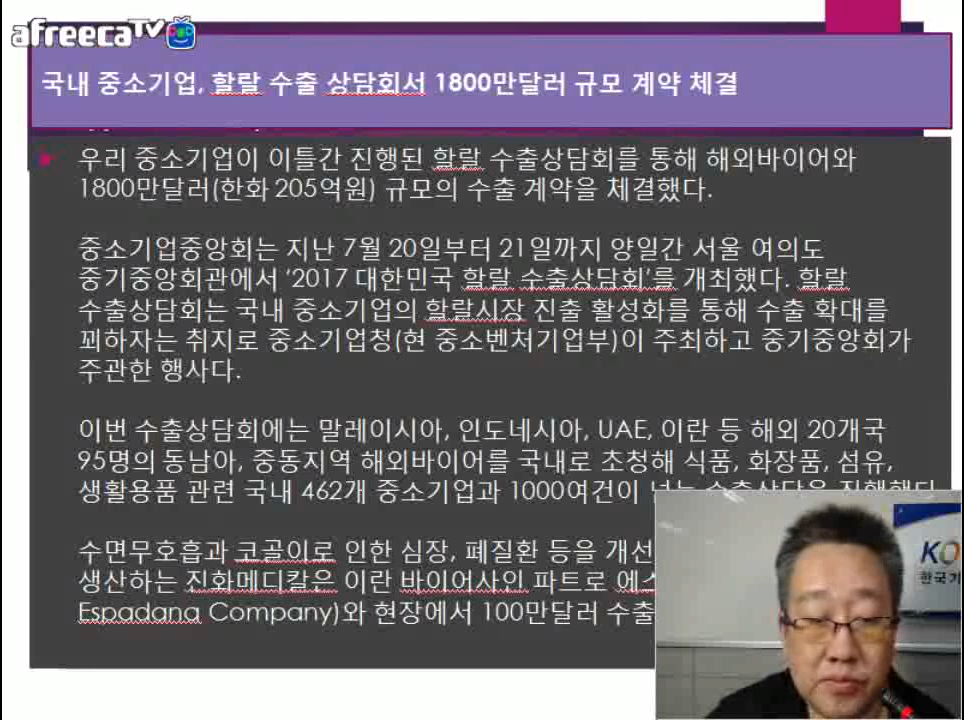 afreecaTV
국내 중소기업, 할랄 수출 상담회서 1800만달러 규모 계약 체결
우리 중소기업이 이틀간 진행된 할랄 수출상담회를 통해 해외바이어와
1800만달러(한화 205억원) 규모의 수출 계약을 체결했다.
중소기업중앙회는 지난 7월 20일부터 21일까지 양일간 서울 여의도
중기중앙회관에서 ‘2017 대한민국 할랄 수출상담회’를 개최했다. 할랄
수출상담회는 국내 중소기업의 할랄시장 진출 활성화를 통해 수출 확대를
꾀하자는 취지로 중소기업청(현 중소벤처기업부)이 주최하고 중기중앙회가
주관한 행사다.
이번 수출상담회에는 말레이시아, 인도네시아, UAE, 이란 등 해외 20개국
95명의 동남아, 중동지역 해외바이어를 국내로 초청해 식품, 화장품, 섬유,
생활용품 관련 국내 462개 중소기업과 1000여건이 넘는 수출상담을 진행했다
수면무호흡과 코골이로 인한 심장, 폐질환 등을 개선
생산하는 진화메디칼은 이란 바이어사인 파트로 에스
Espadana Company)와 현장에서 100만달러 수출
KO
한국기